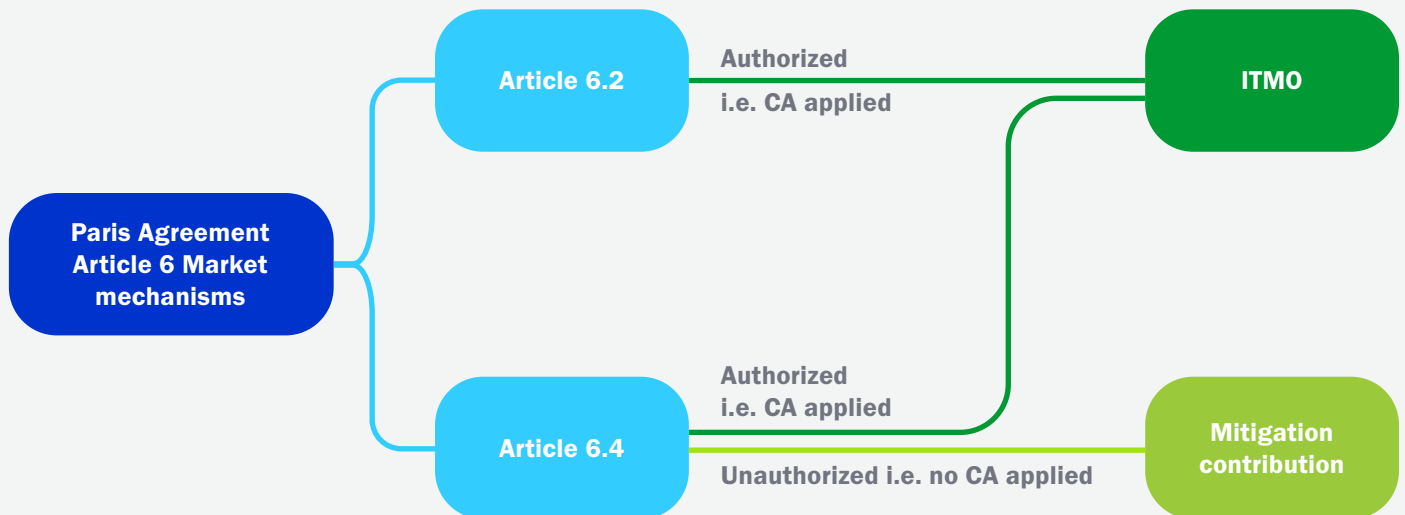 Paris Agreement
Article 6 Market
mechanisms
Article 6.2
Authorized
i.e. CA applied
ITMO
Article 6.4
Authorized
i.e. CA applied
Unauthorized i.e. no CA applied
Mitigation
contribution